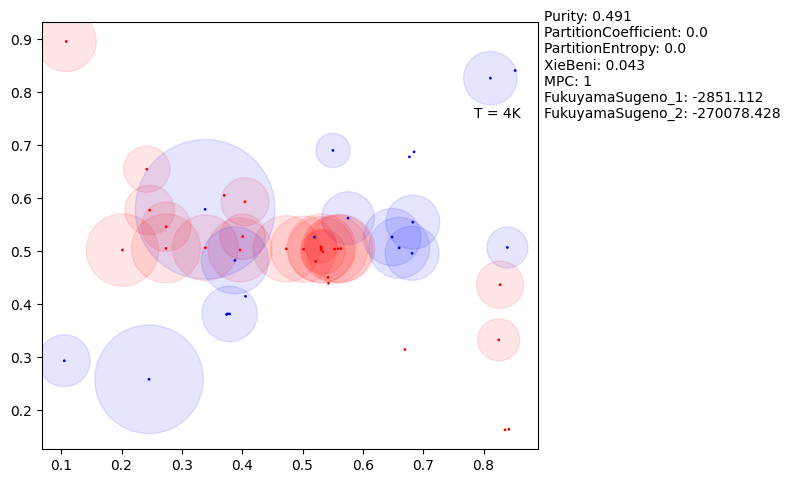 Purity: 0.491
PartitionCoefficient: 0.0
PartitionEntropy: 0.0
XieBeni: 0.043
MPC: 1
FukuyamaSugeno_1: -2851.112
FukuyamaSugeno_2: -270078.428
T = 4K
0.9
0.8
0.7
0.6
0.5
0.4
0.3
0.2
0.1 0.2 0.3 0.4 0.5 0.6 0.7 0.8